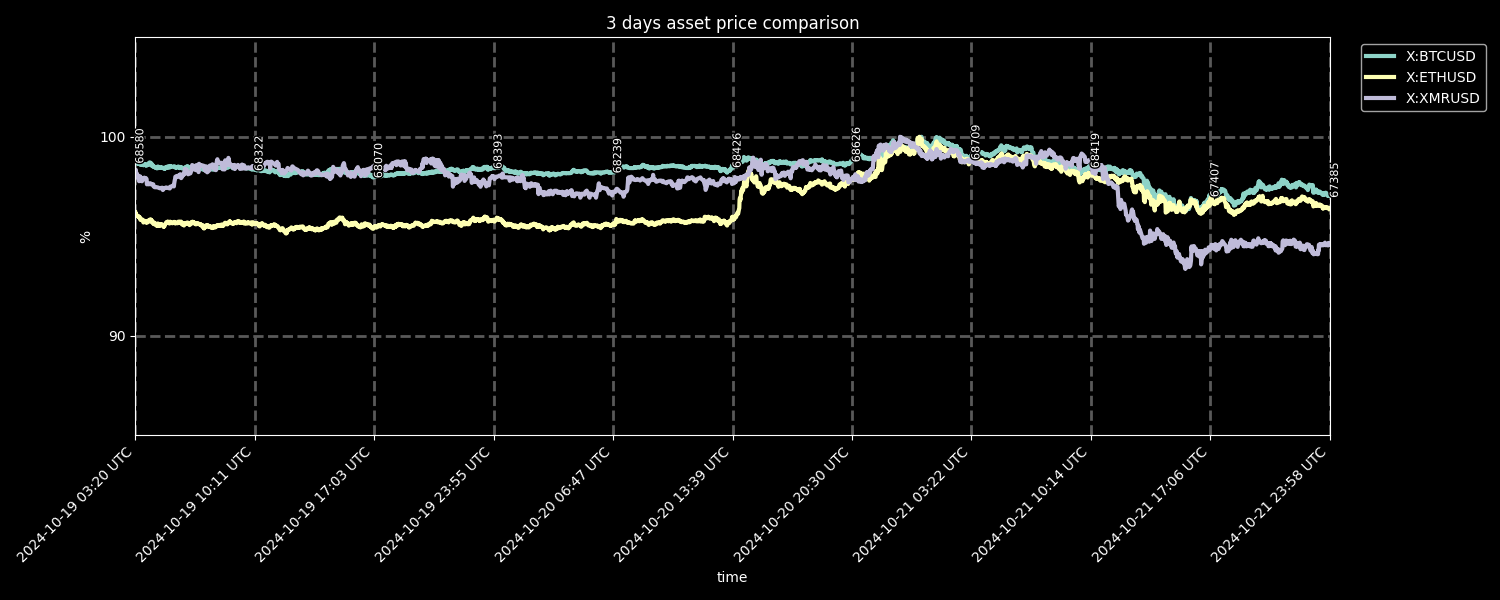 3 days asset price comparison
X:BTCUSD
X:ETHUSD
X:XMRUSD
100
90
%
68580
68322
68070
68393
68239
68426
68626
68709
68419
67407
67385
2024-10-19 03:20 UTC
2024-10-19 10:11 UTC
2024-10-19 17:03 UTC
2024-10-19 23:55 UTC
2024-10-20 06:47 UTC
2024-10-20 13:39 UTC
2024-10-20 20:30 UTC
2024-10-21 03:22 UTC
2024-10-21 10:14 UTC
2024-10-21 17:06 UTC
2024-10-21 23:58 UTC
time